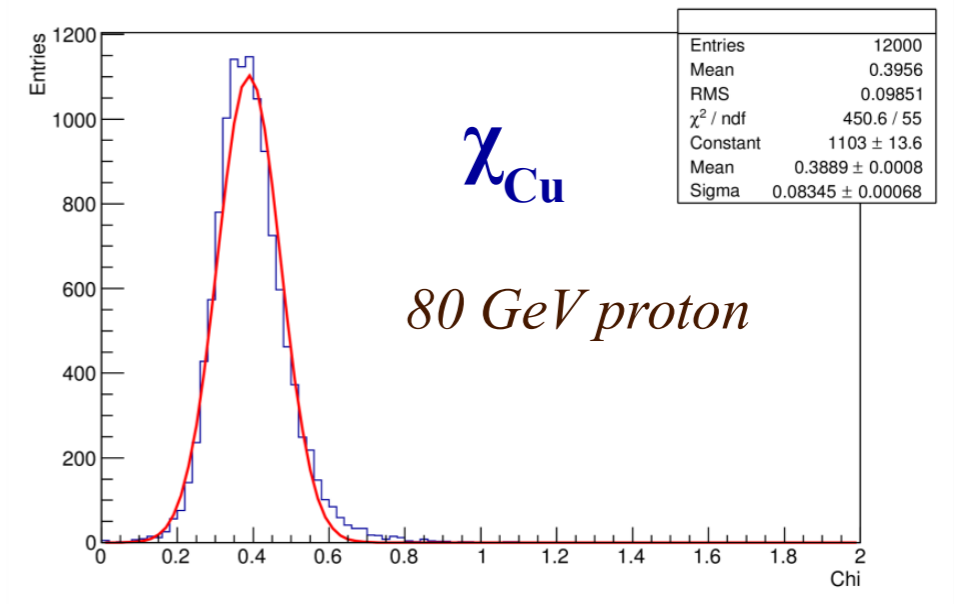 Entries
1200
1000
800
600
400
200
0
0 0.2 0.4 0.6 0.8 1 1.2 1.4 1.6 1.8 2
Chi
χCu
80 GeV proton
Entries 12000
Mean 0.3956
RMS 0.09851
χ² / ndf 450.6 / 55
Constant 1103 ± 13.6
Mean 0.3889 ± 0.0008
Sigma 0.08345 ± 0.00068